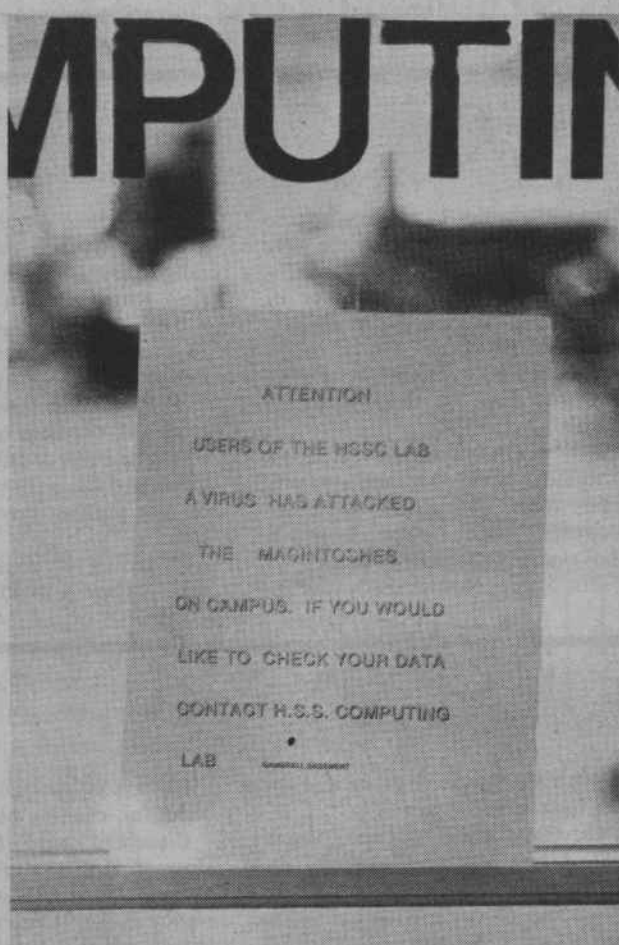 MPUTIN
ATTENTION
USERS OF THE HSSC LAB
A VIRUS HAS ATTACKED
THE MACINTOSHES
ON CAMPUS. IF YOU WOULD
LIKE TO CHECK YOUR DATA
CONTACT H.S.S. COMPUTING
LAB BASEMENT